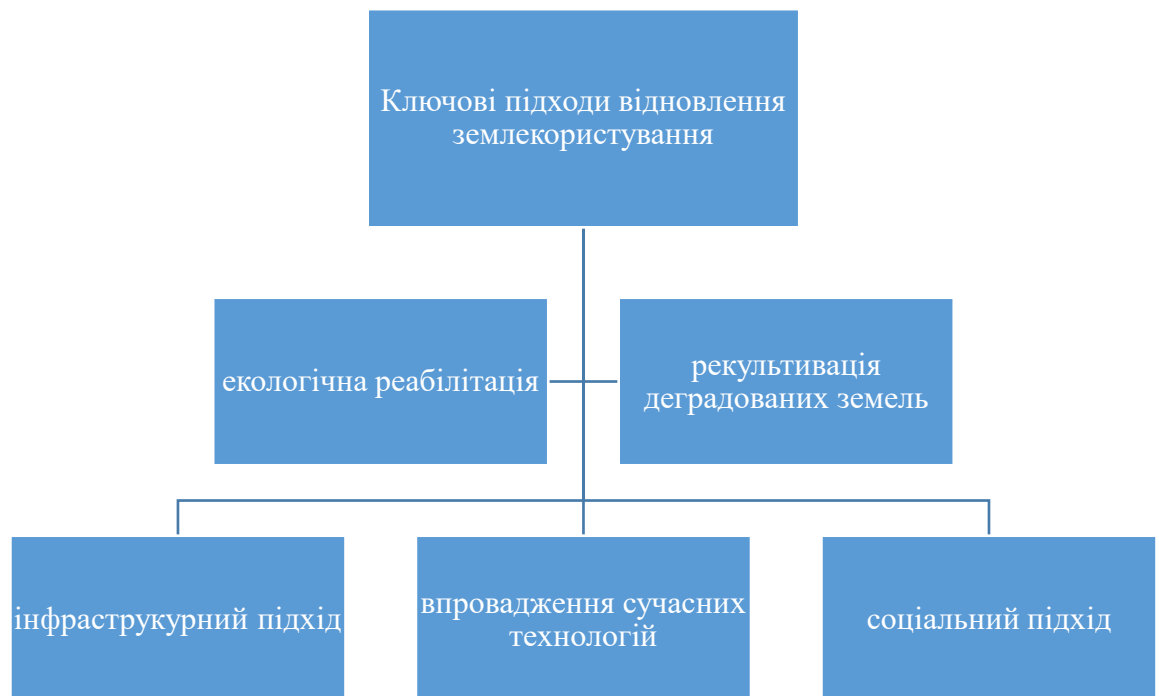 Ключові підходи відновлення
землекористування
екологічна реабілітація
рекультивація
деградованих земель
інфраструкурний підхід
впровадження сучасних
технологій
соціальний підхід